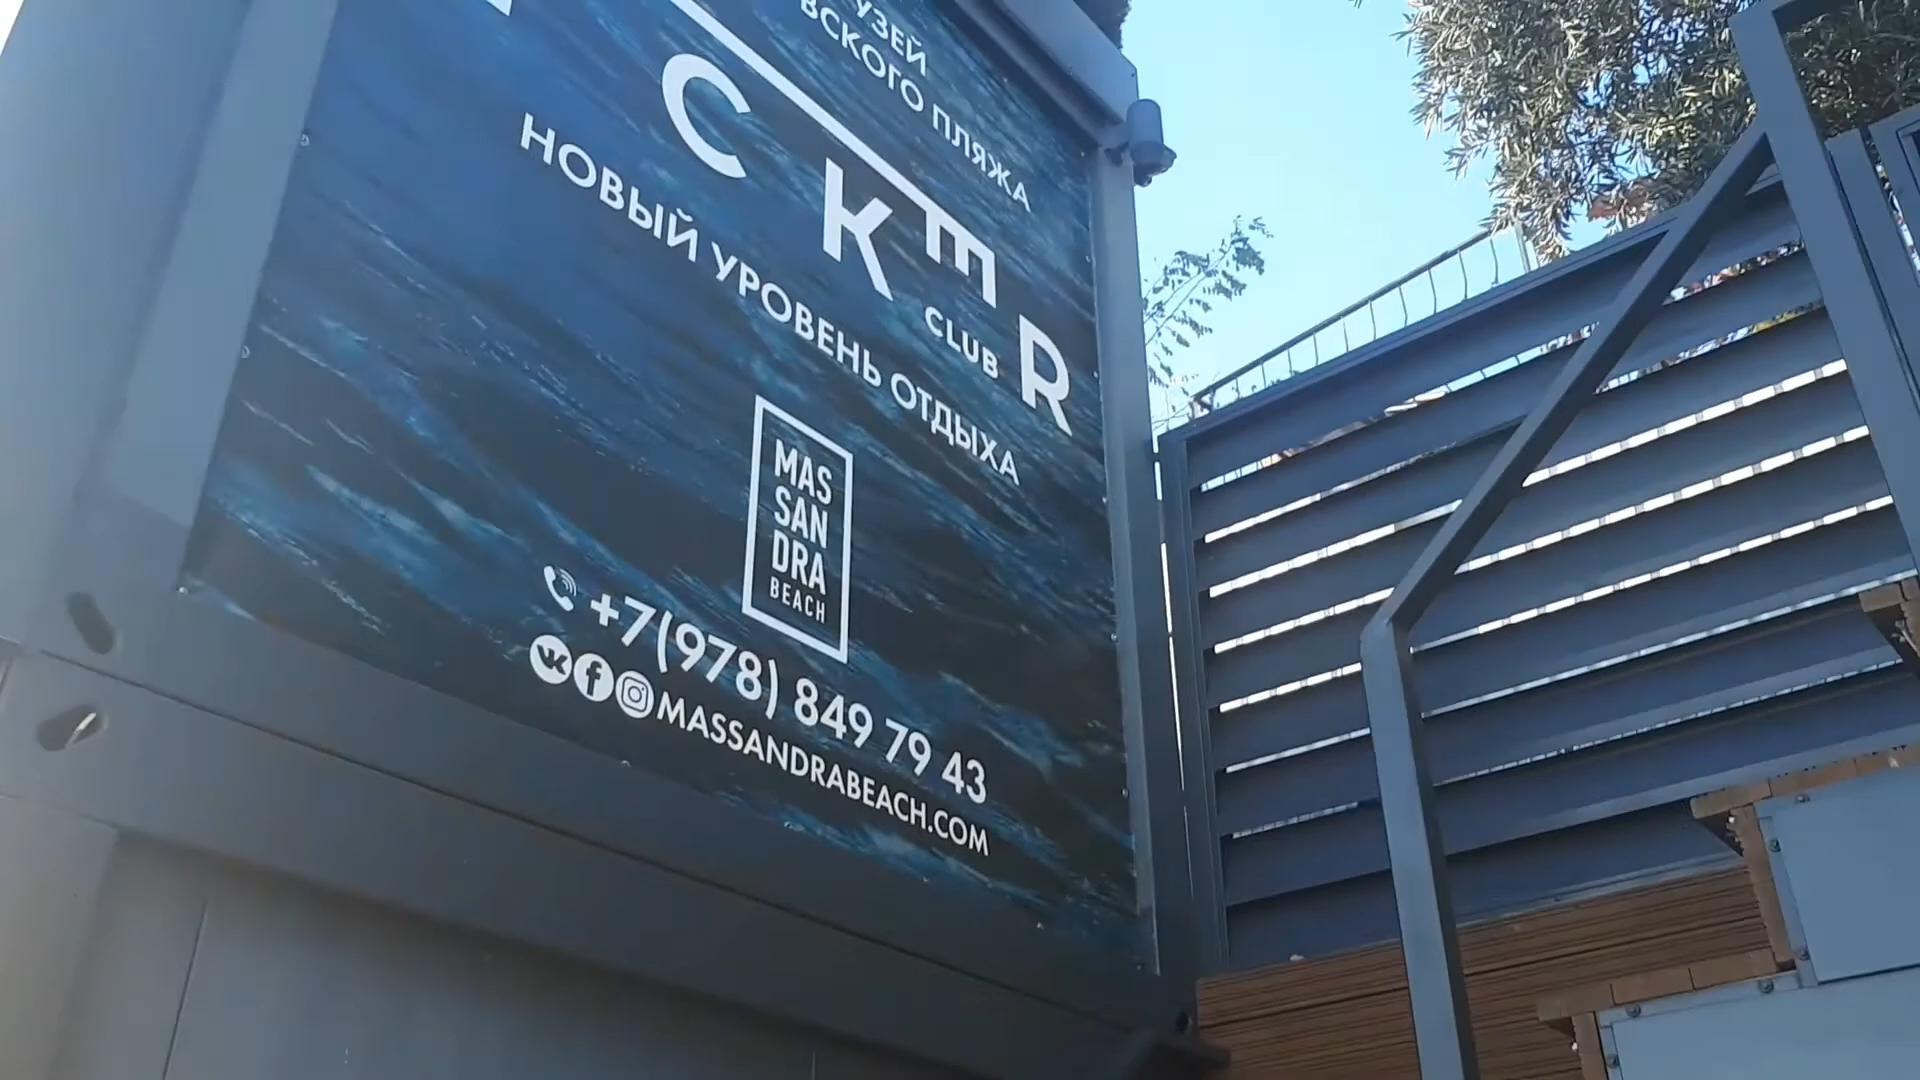 ВСКОГО ПЛЯЖА
C K R
CLUB
НОВЫЙ УРОВЕНЬ ОТДЫХА
MAS
SAN
DRA
BEACH
+7(978) 849 79 43
MASSANDRABEACH.COM